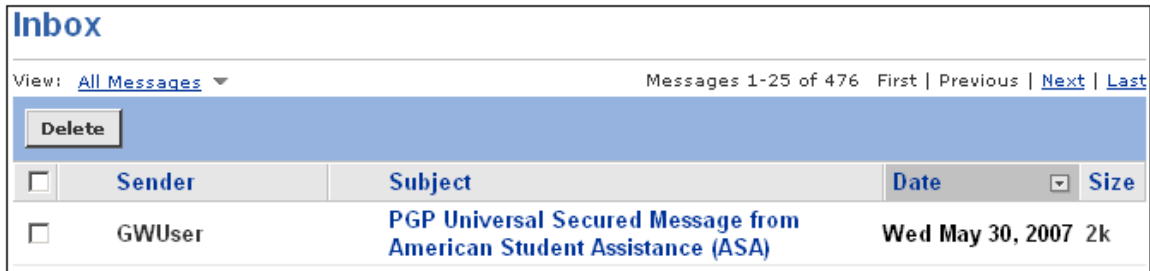 Inbox
View: All Messages Messages 1-25 of 476 First | Previous | Next | Last
Delete
Sender Subject Date Size
GWUser PGP Universal Secured Message from American Student Assistance (ASA) Wed May 30, 2007 2k